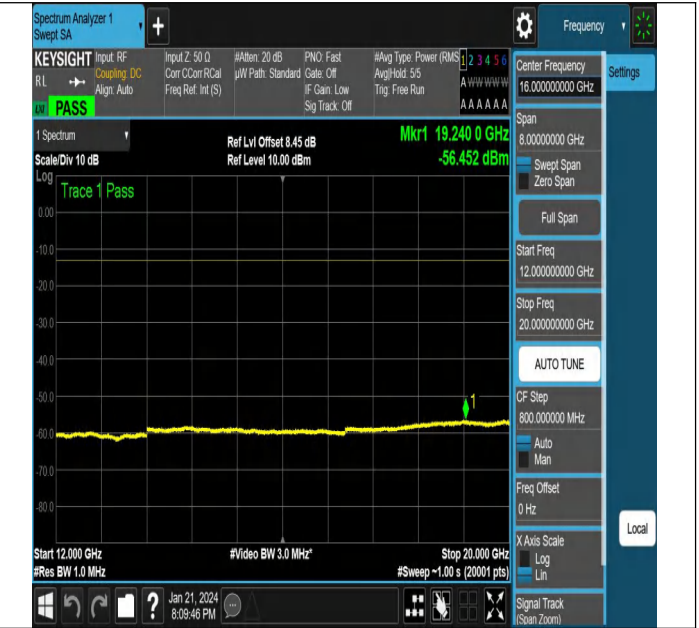 Spectrum Analyzer 1
Swept SA
+
Frequency
KEYSIGHT
RL
Input: RF
Coupling: DC
Align: Auto
Input Z: 50 Ω
Corr CCorr RCal
Freq Ref: Int (S)
#Atten: 20 dB
µW Path: Standard
PNO: Fast
Gate: Off
IF Gain: Low
Sig Track: Off
#Avg Type: Power (RMS
Avg|Hold: 5/5
Trig: Free Run
1 2 3 4 5 6
A W W W W W
A A A A A A
PASS
1 Spectrum
Scale/Div 10 dB
Ref Lvl Offset 8.45 dB
Ref Level 10.00 dBm
Mkr1 19.240 0 GHz
-56.452 dBm
Log
Trace 1 Pass
0.00
-10.0
-20.0
-30.0
-40.0
-50.0
-60.0
-70.0
-80.0
1
Start 12.000 GHz
#Res BW 1.0 MHz
#Video BW 3.0 MHz*
Stop 20.000 GHz
#Sweep ~1.00 s (20001 pts)
?
Jan 21, 2024
8:09:46 PM
Center Frequency
16.000000000 GHz
Settings
Span
8.00000000 GHz
Swept Span
Zero Span
Full Span
Start Freq
12.000000000 GHz
Stop Freq
20.000000000 GHz
AUTO TUNE
CF Step
800.000000 MHz
Auto
Man
Freq Offset
0 Hz
X Axis Scale
Log
Lin
Local
Signal Track
(Span Zoom)